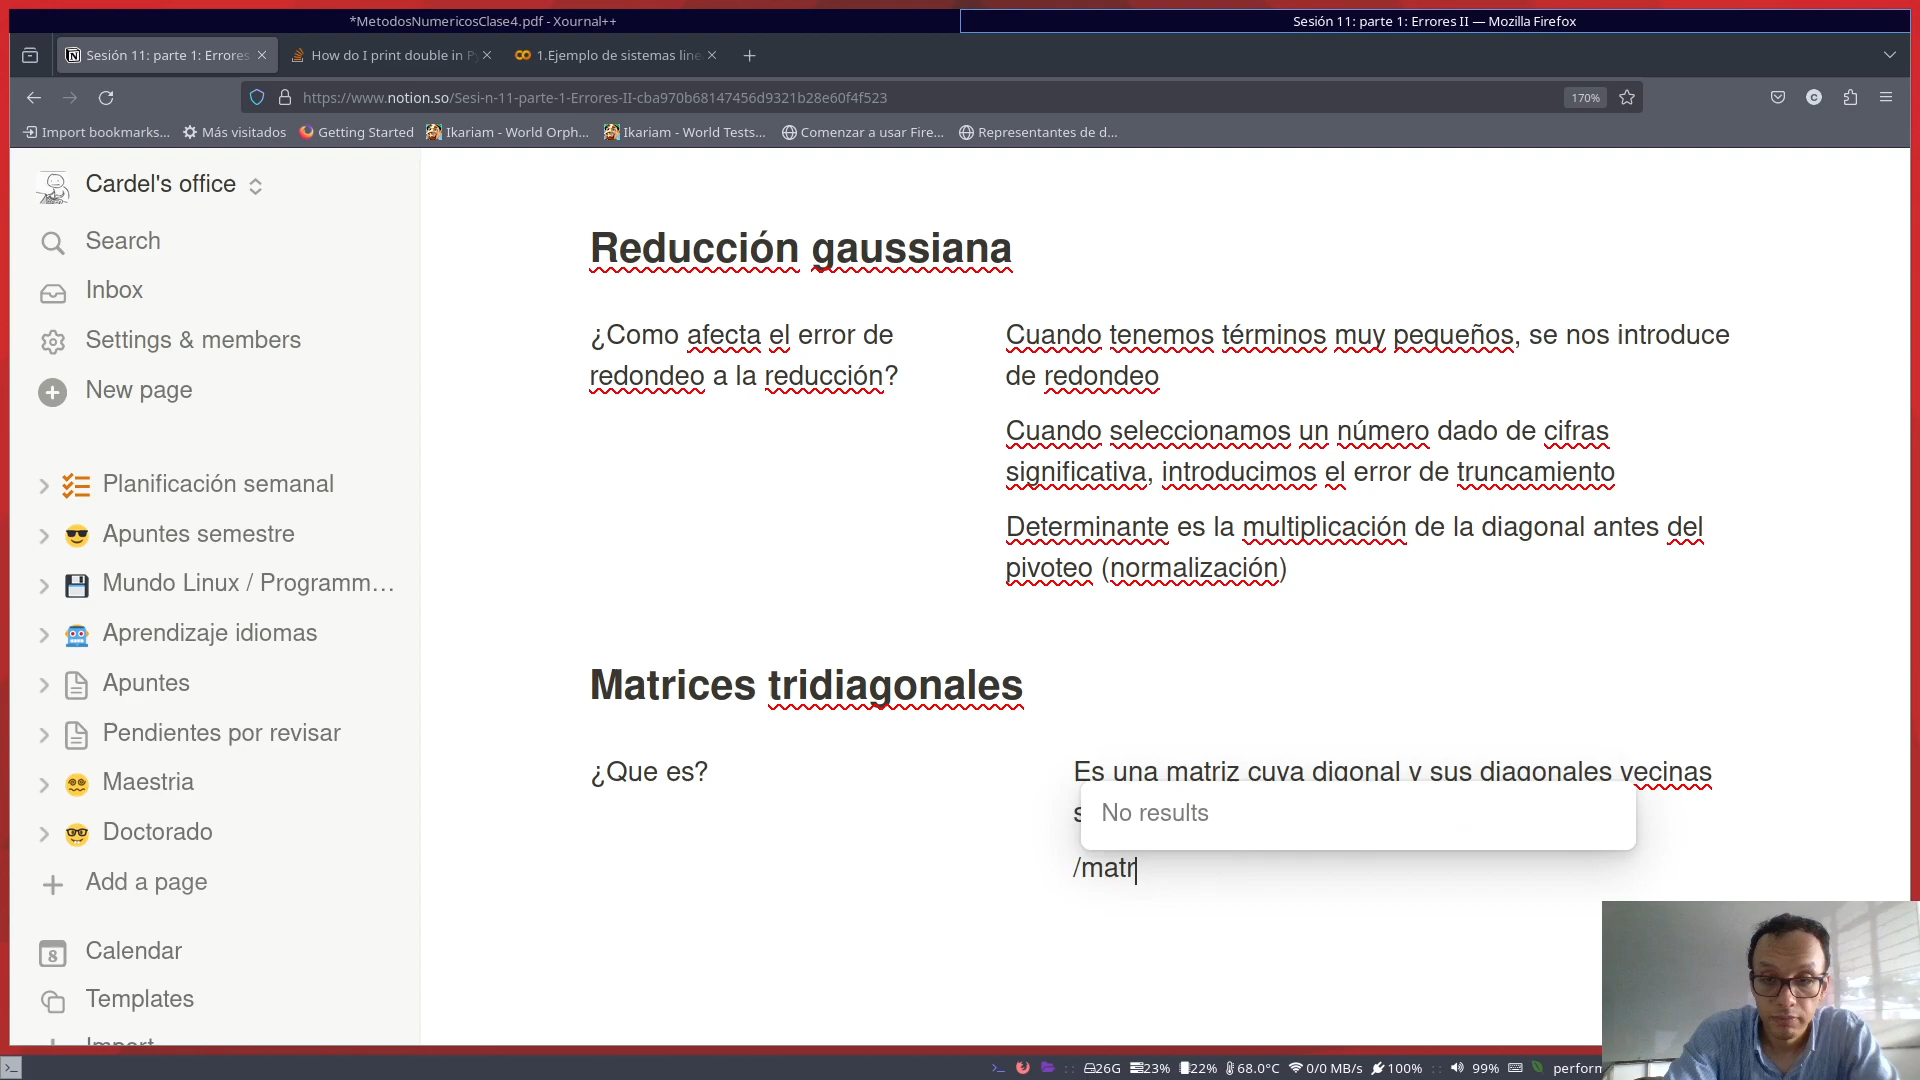 *MetodosNumericosClase4.pdf - Xournal++
Sesión 11: parte 1: Errores II — Mozilla Firefox
Sesión 11: parte 1: Errores
How do I print double in Py
1.Ejemplo de sistemas line
https://www.notion.so/Sesi-n-11-parte-1-Errores-II-cba970b68147456d9321b28e60f4f523
170%
Import bookmarks...
Más visitados
Getting Started
Ikariam - World Orph...
Ikariam - World Tests...
Comenzar a usar Fire...
Representantes de d...
Cardel's office
Search
Inbox
Settings & members
New page
Planificación semanal
Apuntes semestre
Mundo Linux / Programm...
Aprendizaje idiomas
Apuntes
Pendientes por revisar
Maestria
Doctorado
Add a page
8
Calendar
Templates
Import
Reducción gaussiana
¿Como afecta el error de
redondeo a la reducción?
Cuando tenemos términos muy pequeños, se nos introduce
de redondeo
Cuando seleccionamos un número dado de cifras
significativa, introducimos el error de truncamiento
Determinante es la multiplicación de la diagonal antes del
pivoteo (normalización)
Matrices tridiagonales
¿Que es?
Es una matriz cuya digonal y sus diagonales vecinas
No results
/matr
26G 23% 22% 68.0°C 0/0 MB/s 100% 99% perform